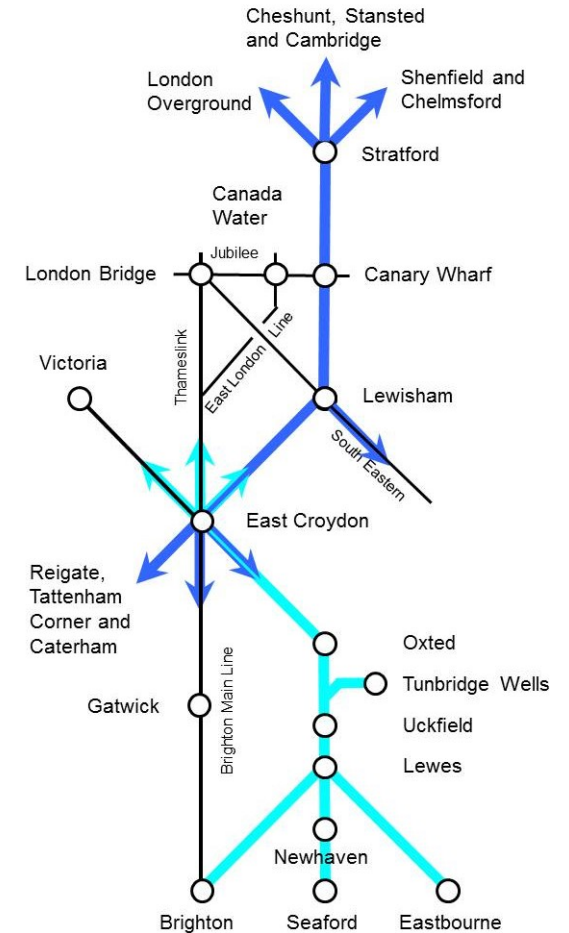 Cheshunt, Stansted
and Cambridge
London
Overground
Shenfield and
Chelmsford
Stratford
Canada
Water
Jubilee
London Bridge
Canary Wharf
Thameslink
East London Line
Victoria
Lewisham
South Eastern
East Croydon
Reigate,
Tattenham
Corner and
Caterham
Oxted
Brighton Main Line
Tunbridge Wells
Gatwick
Uckfield
Lewes
Newhaven
Brighton
Seaford
Eastbourne